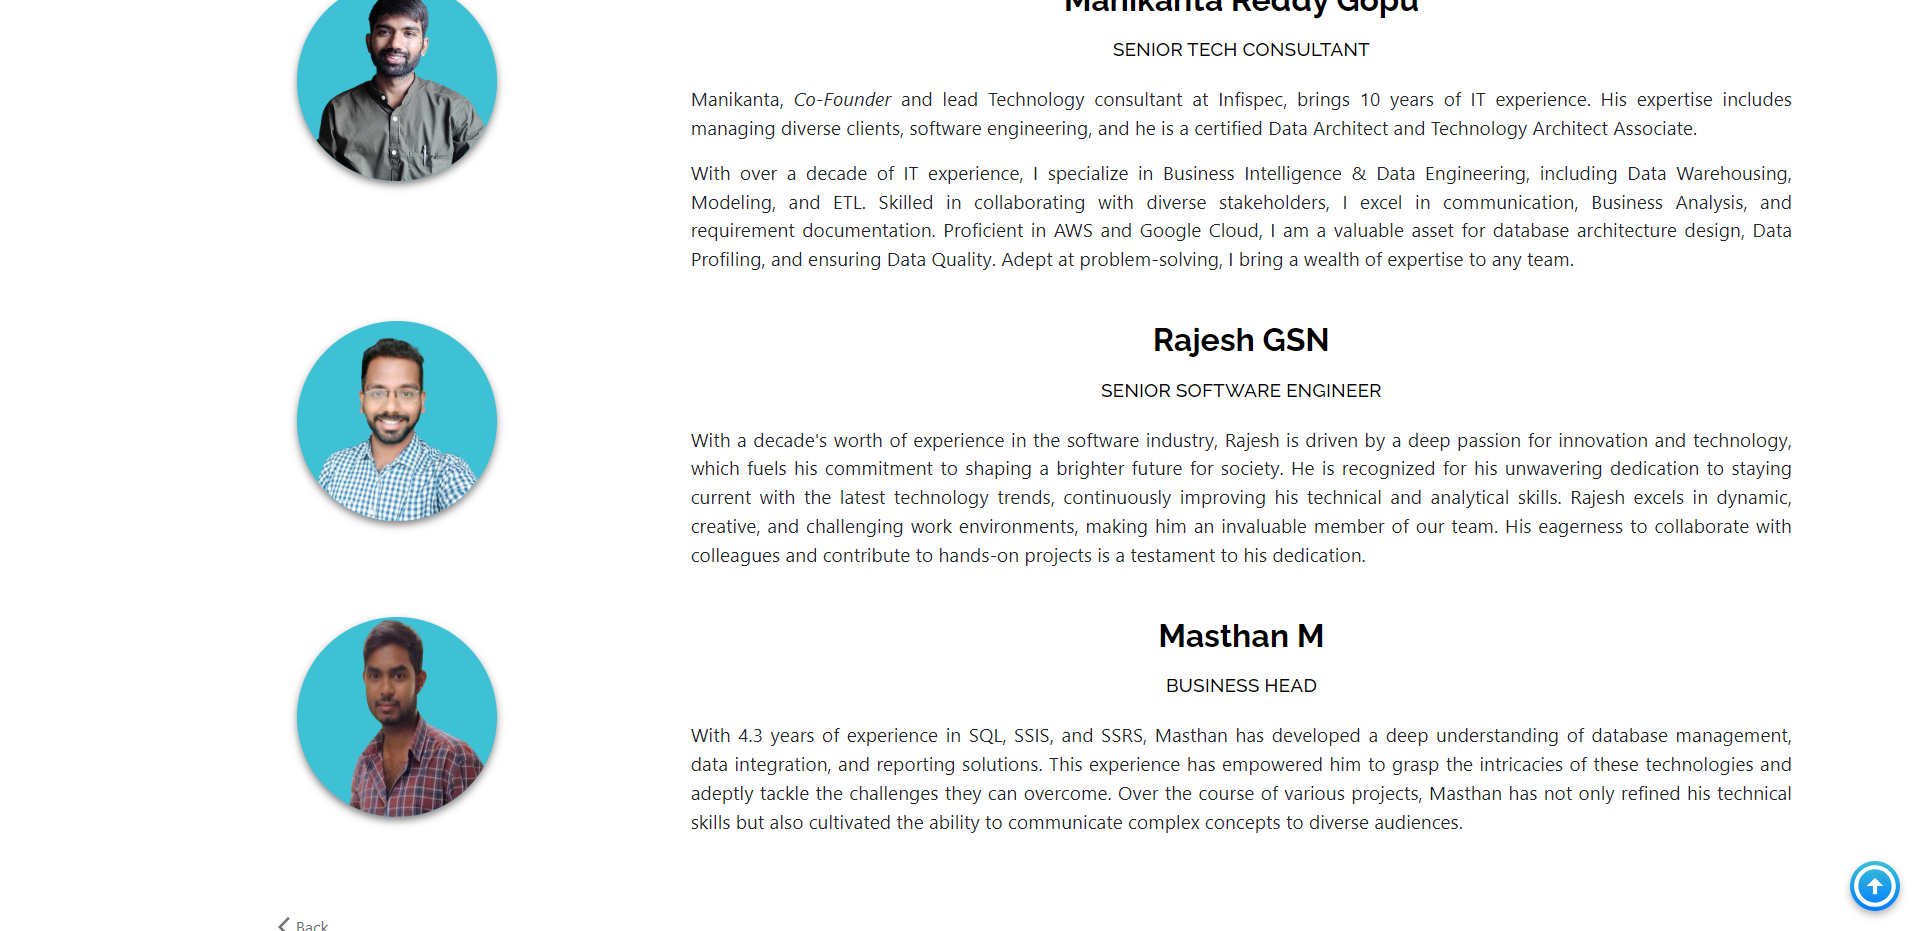 Manikanta Reddy Gopu
SENIOR TECH CONSULTANT
Manikanta, Co-Founder and lead Technology consultant at Infispec, brings 10 years of IT experience. His expertise includes
managing diverse clients, software engineering, and he is a certified Data Architect and Technology Architect Associate.
With over a decade of IT experience, I specialize in Business Intelligence & Data Engineering, including Data Warehousing,
Modeling, and ETL. Skilled in collaborating with diverse stakeholders, I excel in communication, Business Analysis, and
requirement documentation. Proficient in AWS and Google Cloud, I am a valuable asset for database architecture design, Data
Profiling, and ensuring Data Quality. Adept at problem-solving, I bring a wealth of expertise to any team.
Rajesh GSN
SENIOR SOFTWARE ENGINEER
With a decade's worth of experience in the software industry, Rajesh is driven by a deep passion for innovation and technology,
which fuels his commitment to shaping a brighter future for society. He is recognized for his unwavering dedication to staying
current with the latest technology trends, continuously improving his technical and analytical skills. Rajesh excels in dynamic,
creative, and challenging work environments, making him an invaluable member of our team. His eagerness to collaborate with
colleagues and contribute to hands-on projects is a testament to his dedication.
Masthan M
BUSINESS HEAD
With 4.3 years of experience in SQL, SSIS, and SSRS, Masthan has developed a deep understanding of database management,
data integration, and reporting solutions. This experience has empowered him to grasp the intricacies of these technologies and
adeptly tackle the challenges they can overcome. Over the course of various projects, Masthan has not only refined his technical
skills but also cultivated the ability to communicate complex concepts to diverse audiences.
Back